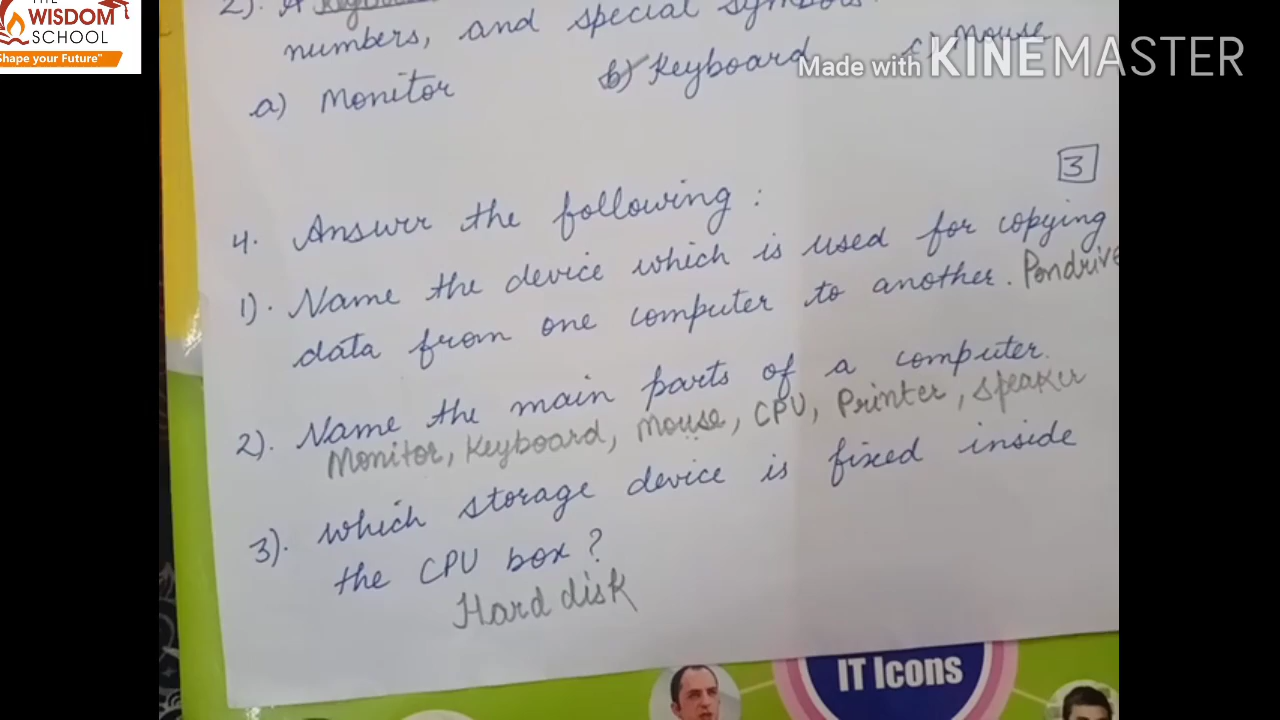 THE
WISDOM
SCHOOL
Shape your Future"
2). A Keyboard
numbers, and special symbols.
a) Monitor b) Keyboard c) Mouse
Made with KINEMASTER
3
4. Answer the following :
1). Name the device which is used for copying
data from one computer to another. Pendrive
2). Name the main parts of a computer.
Monitor, Keyboard, Mouse, CPU, Printer, Speaker
3). which storage device is fixed inside
the CPU box ?
Hard disk
IT Icons